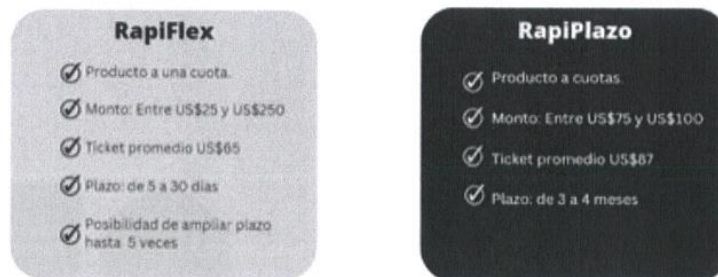 RapiFlex
Producto a una cuota.
Monto: Entre US$25 y US$250
Ticket promedio US$65
Plazo: de 5 a 30 días
Posibilidad de ampliar plazo
hasta 5 veces
RapiPlazo
Producto a cuotas.
Monto: Entre US$75 y US$100
Ticket promedio US$87
Plazo: de 3 a 4 meses